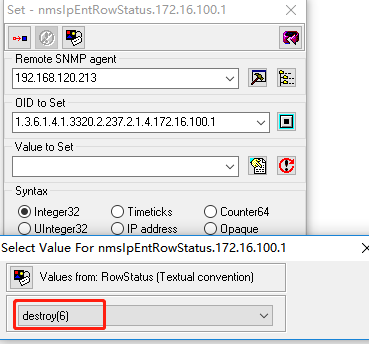 Set - nmsIpEntRowStatus.172.16.100.1
Remote SNMP agent
192.168.120.213
OID to Set
1.3.6.1.4.1.3320.2.237.2.1.4.172.16.100.1
Value to Set
Syntax
Integer32 Timeticks Counter64
UInteger32 IP address Opaque
Select Value For nmsIpEntRowStatus.172.16.100.1
Values from: RowStatus (Textual convention)
destroy(6)